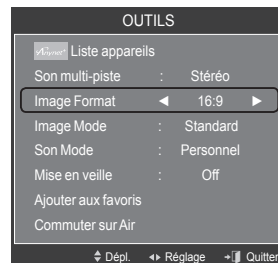 OUTILS
Anynet+ Liste appareils
Son multi-piste : Stéréo
Image Format ◄ 16:9 ►
Image Mode : Standard
Son Mode : Personnel
Mise en veille : Off
Ajouter aux favoris
Commuter sur Air
Dépl. Réglage Quitter